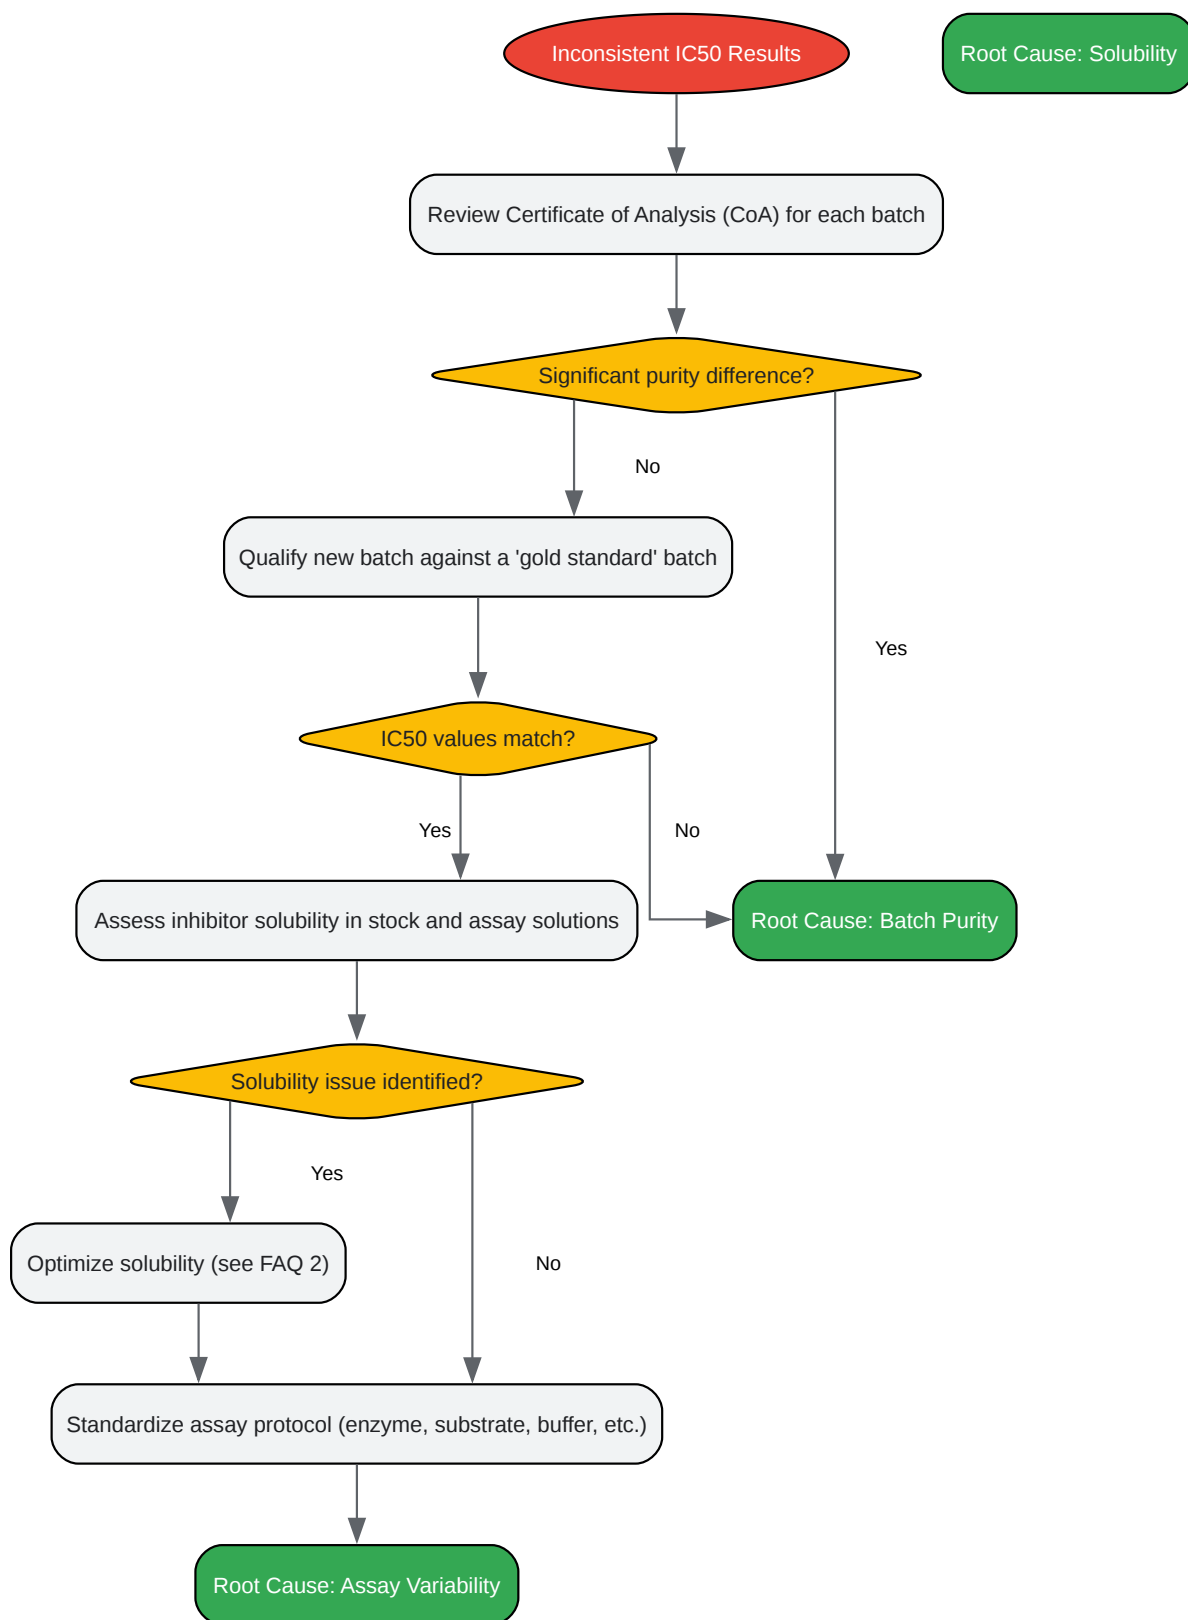 Inconsistent IC50 Results
Root Cause: Solubility
Review Certificate of Analysis (CoA) for each batch
Significant purity difference?
No
Qualify new batch against a 'gold standard' batch
Yes
IC50 values match?
Yes
No
Assess inhibitor solubility in stock and assay solutions
Root Cause: Batch Purity
Solubility issue identified?
Yes
Optimize solubility (see FAQ 2)
No
Standardize assay protocol (enzyme, substrate, buffer, etc.)
Root Cause: Assay Variability